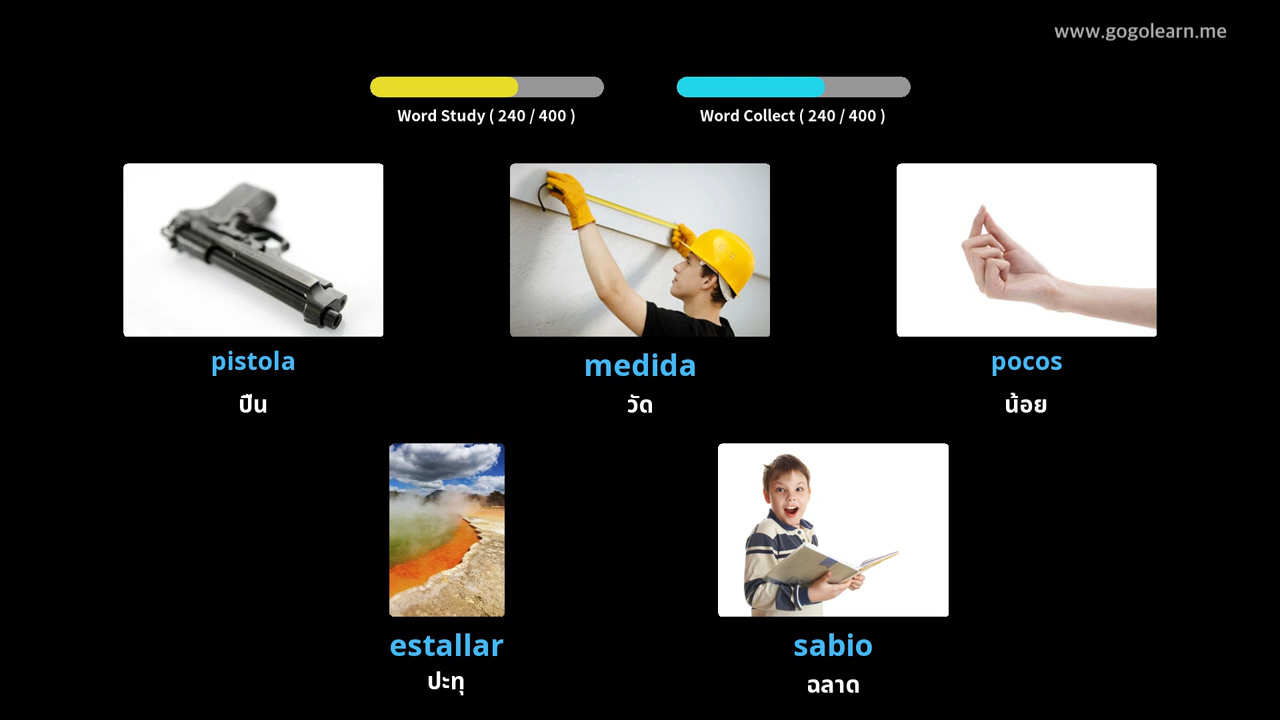 www.gogolearn.me
Word Study ( 240 / 400 )
Word Collect ( 240 / 400 )
pistola
medida
pocos
ปืน
วัด
น้อย
estallar
sabio
ปะทุ
ฉลาด